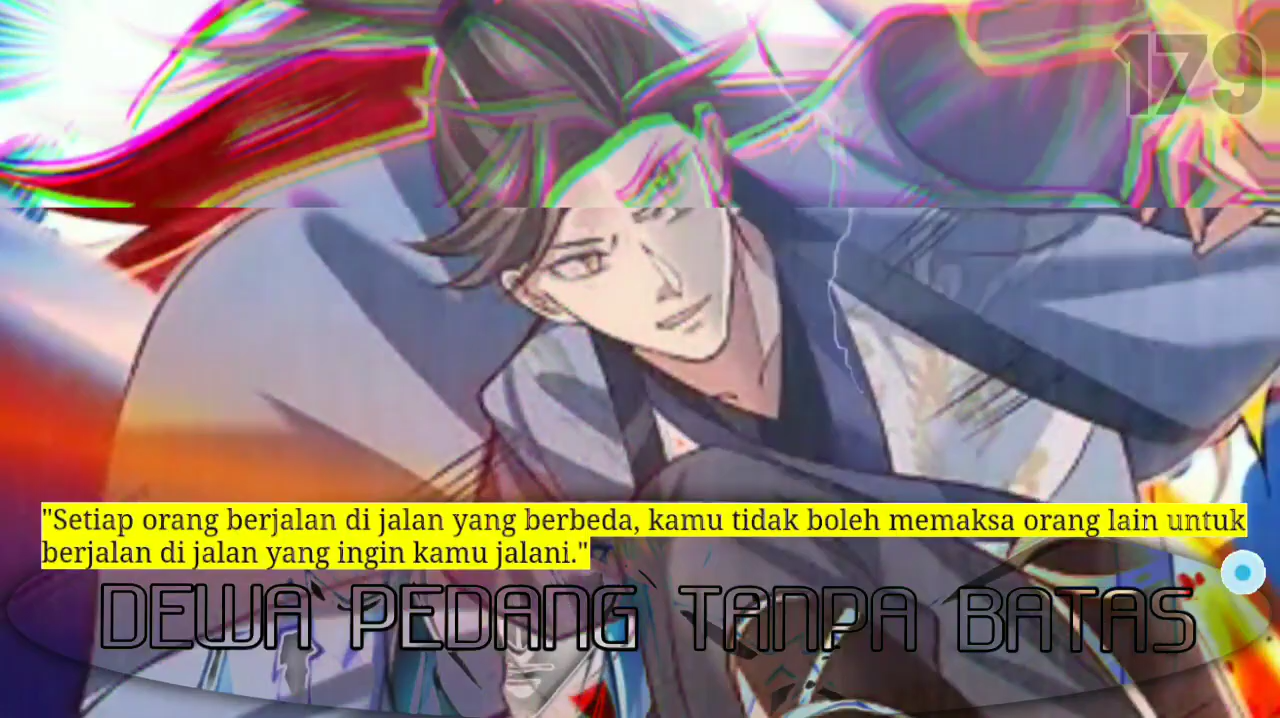 179
"Setiap orang berjalan di jalan yang berbeda, kamu tidak boleh memaksa orang lain untuk
berjalan di jalan yang ingin kamu jalani."
DEWA PEDANG TANPA BATAS